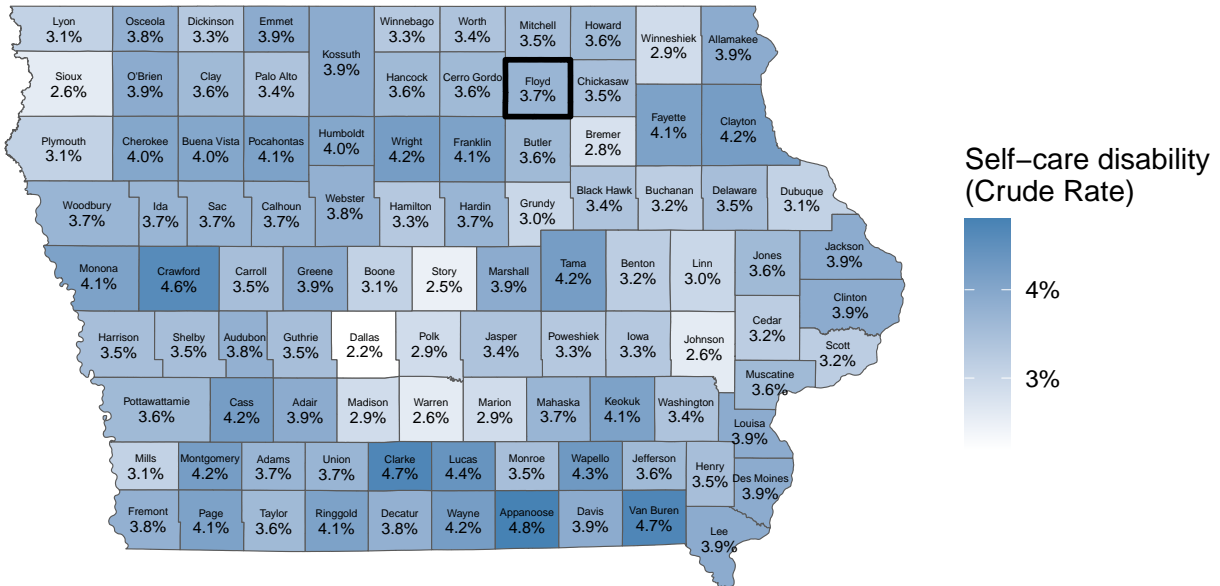 Lyon
3.1%
Osceola
3.8%
Dickinson
3.3%
Emmet
3.9%
Kossuth
3.9%
Winnebago
3.3%
Worth
3.4%
Mitchell
3.5%
Howard
3.6%
Winneshiek
2.9%
Allamakee
3.9%
Sioux
2.6%
O'Brien
3.9%
Clay
3.6%
Palo Alto
3.4%
Hancock
3.6%
Cerro Gordo
3.6%
Floyd
3.7%
Chickasaw
3.5%
Fayette
4.1%
Clayton
4.2%
Plymouth
3.1%
Cherokee
4.0%
Buena Vista
4.0%
Pocahontas
4.1%
Humboldt
4.0%
Wright
4.2%
Franklin
4.1%
Butler
3.6%
Bremer
2.8%
Woodbury
3.7%
Ida
3.7%
Sac
3.7%
Calhoun
3.7%
Webster
3.8%
Hamilton
3.3%
Hardin
3.7%
Grundy
3.0%
Black Hawk
3.4%
Buchanan
3.2%
Delaware
3.5%
Dubuque
3.1%
Monona
4.1%
Crawford
4.6%
Carroll
3.5%
Greene
3.9%
Boone
3.1%
Story
2.5%
Marshall
3.9%
Tama
4.2%
Benton
3.2%
Linn
3.0%
Jones
3.6%
Jackson
3.9%
Clinton
3.9%
Harrison
3.5%
Shelby
3.5%
Audubon
3.8%
Guthrie
3.5%
Dallas
2.2%
Polk
2.9%
Jasper
3.4%
Poweshiek
3.3%
Iowa
3.3%
Johnson
2.6%
Cedar
3.2%
Scott
3.2%
Muscatine
3.6%
Pottawattamie
3.6%
Cass
4.2%
Adair
3.9%
Madison
2.9%
Warren
2.6%
Marion
2.9%
Mahaska
3.7%
Keokuk
4.1%
Washington
3.4%
Louisa
3.9%
Mills
3.1%
Montgomery
4.2%
Adams
3.7%
Union
3.7%
Clarke
4.7%
Lucas
4.4%
Monroe
3.5%
Wapello
4.3%
Jefferson
3.6%
Henry
3.5%
Des Moines
3.9%
Fremont
3.8%
Page
4.1%
Taylor
3.6%
Ringgold
4.1%
Decatur
3.8%
Wayne
4.2%
Appanoose
4.8%
Davis
3.9%
Van Buren
4.7%
Lee
3.9%
Self−care disability
(Crude Rate)
4%
3%